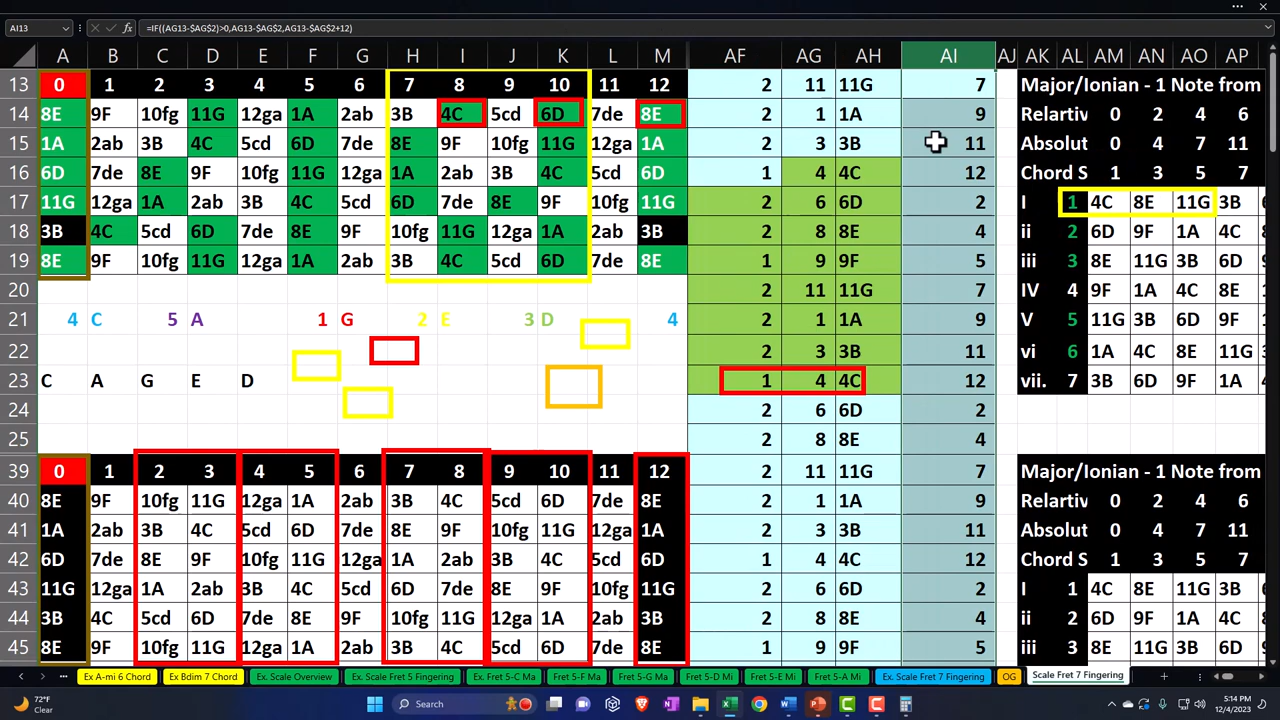 AI13 fx =IF((AG13-$AG$2)>0,AG13-$AG$2,AG13-$AG$2+12)
A B C D E F G H I J K L M AF AG AH AI AJ AK AL AM AN AO AP
13 0 1 2 3 4 5 6 7 8 9 10 11 12 2 11 11G 7 Major/Ionian - 1 Note from
14 8E 9F 10fg 11G 12ga 1A 2ab 3B 4C 5cd 6D 7de 8E 2 1 1A 9 Relartiv 0 2 4 6
15 1A 2ab 3B 4C 5cd 6D 7de 8E 9F 10fg 11G 12ga 1A 2 3 3B 11 Absolut 0 4 7 11
16 6D 7de 8E 9F 10fg 11G 12ga 1A 2ab 3B 4C 5cd 6D 1 4 4C 12 Chord S 1 3 5 7
17 11G 12ga 1A 2ab 3B 4C 5cd 6D 7de 8E 9F 10fg 11G 2 6 6D 2 I 1 4C 8E 11G 3B
18 3B 4C 5cd 6D 7de 8E 9F 10fg 11G 12ga 1A 2ab 3B 2 8 8E 4 ii 2 6D 9F 1A 4C
19 8E 9F 10fg 11G 12ga 1A 2ab 3B 4C 5cd 6D 7de 8E 1 9 9F 5 iii 3 8E 11G 3B 6D
20 2 11 11G 7 IV 4 9F 1A 4C 8E
21 4 C 5 A 1 G 2 E 3 D 4 2 1 1A 9 V 5 11G 3B 6D 9F
22 2 3 3B 11 vi 6 1A 4C 8E 11G
23 C A G E D 1 4 4C 12 vii. 7 3B 6D 9F 1A
24 2 6 6D 2
25 2 8 8E 4
39 0 1 2 3 4 5 6 7 8 9 10 11 12 2 11 11G 7 Major/Ionian - 1 Note from
40 8E 9F 10fg 11G 12ga 1A 2ab 3B 4C 5cd 6D 7de 8E 2 1 1A 9 Relartiv 0 2 4 6
41 1A 2ab 3B 4C 5cd 6D 7de 8E 9F 10fg 11G 12ga 1A 2 3 3B 11 Absolut 0 4 7 11
42 6D 7de 8E 9F 10fg 11G 12ga 1A 2ab 3B 4C 5cd 6D 1 4 4C 12 Chord S 1 3 5 7
43 11G 12ga 1A 2ab 3B 4C 5cd 6D 7de 8E 9F 10fg 11G 2 6 6D 2 I 1 4C 8E 11G 3B
44 3B 4C 5cd 6D 7de 8E 9F 10fg 11G 12ga 1A 2ab 3B 2 8 8E 4 ii 2 6D 9F 1A 4C
45 8E 9F 10fg 11G 12ga 1A 2ab 3B 4C 5cd 6D 7de 8E 1 9 9F 5 iii 3 8E 11G 3B 6D
Ex A-mi 6 Chord Ex Bdim 7 Chord Ex. Scale Overview Ex. Scale Fret 5 Fingering Ex. Fret 5-C Ma Fret 5-F Ma Fret 5-G Ma Fret 5-D Mi Fret 5-E Mi Fret 5-A Mi Ex. Scale Fret 7 Fingering OG Scale Fret 7 Fingering
72°F
Clear
Search
5:14 PM
12/4/2023